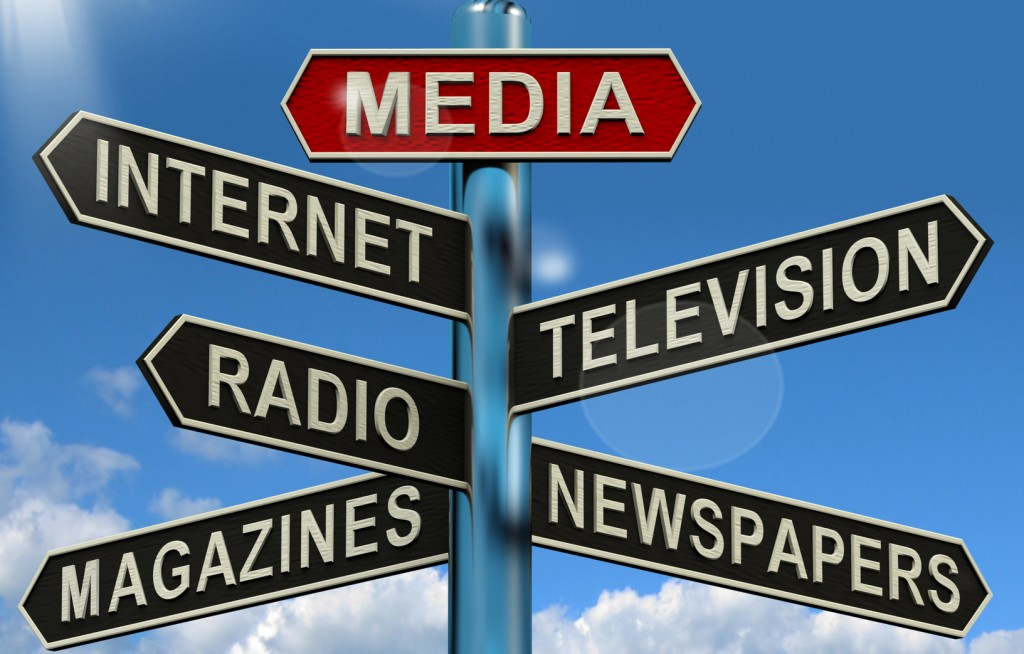 MEDIA
INTERNET
TELEVISION
RADIO
NEWSPAPERS
MAGAZINES